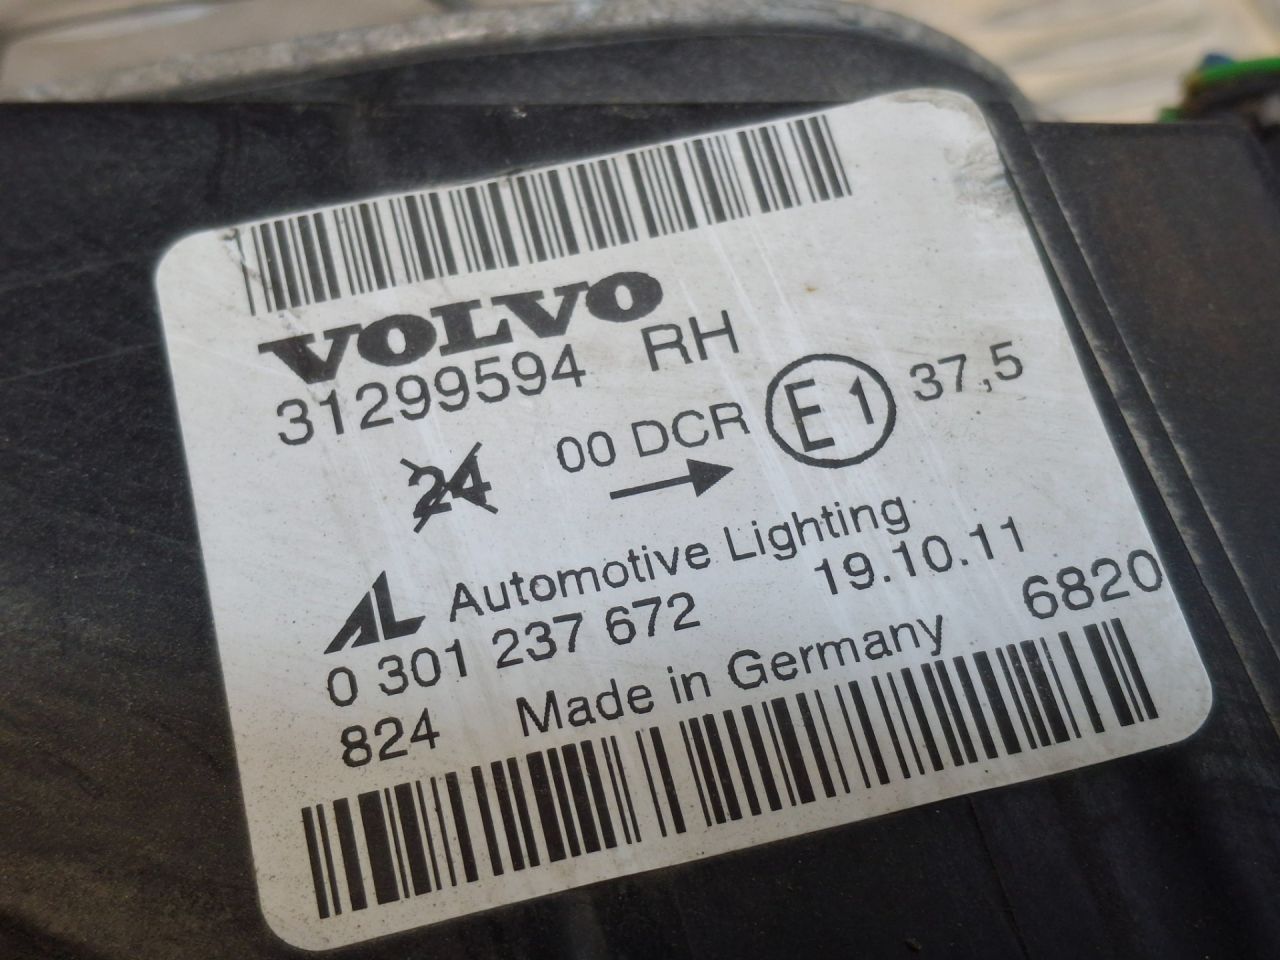 VOLVO
31299594 RH
24 00 DCR E1 37,5
AL Automotive Lighting
0 301 237 672 19.10.11
824 Made in Germany 6820